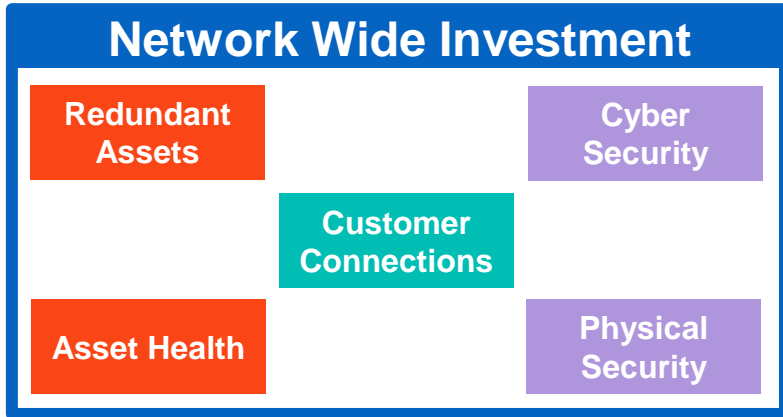 Network Wide Investment
Redundant
Assets
Cyber
Security
Customer
Connections
Asset Health
Physical
Security